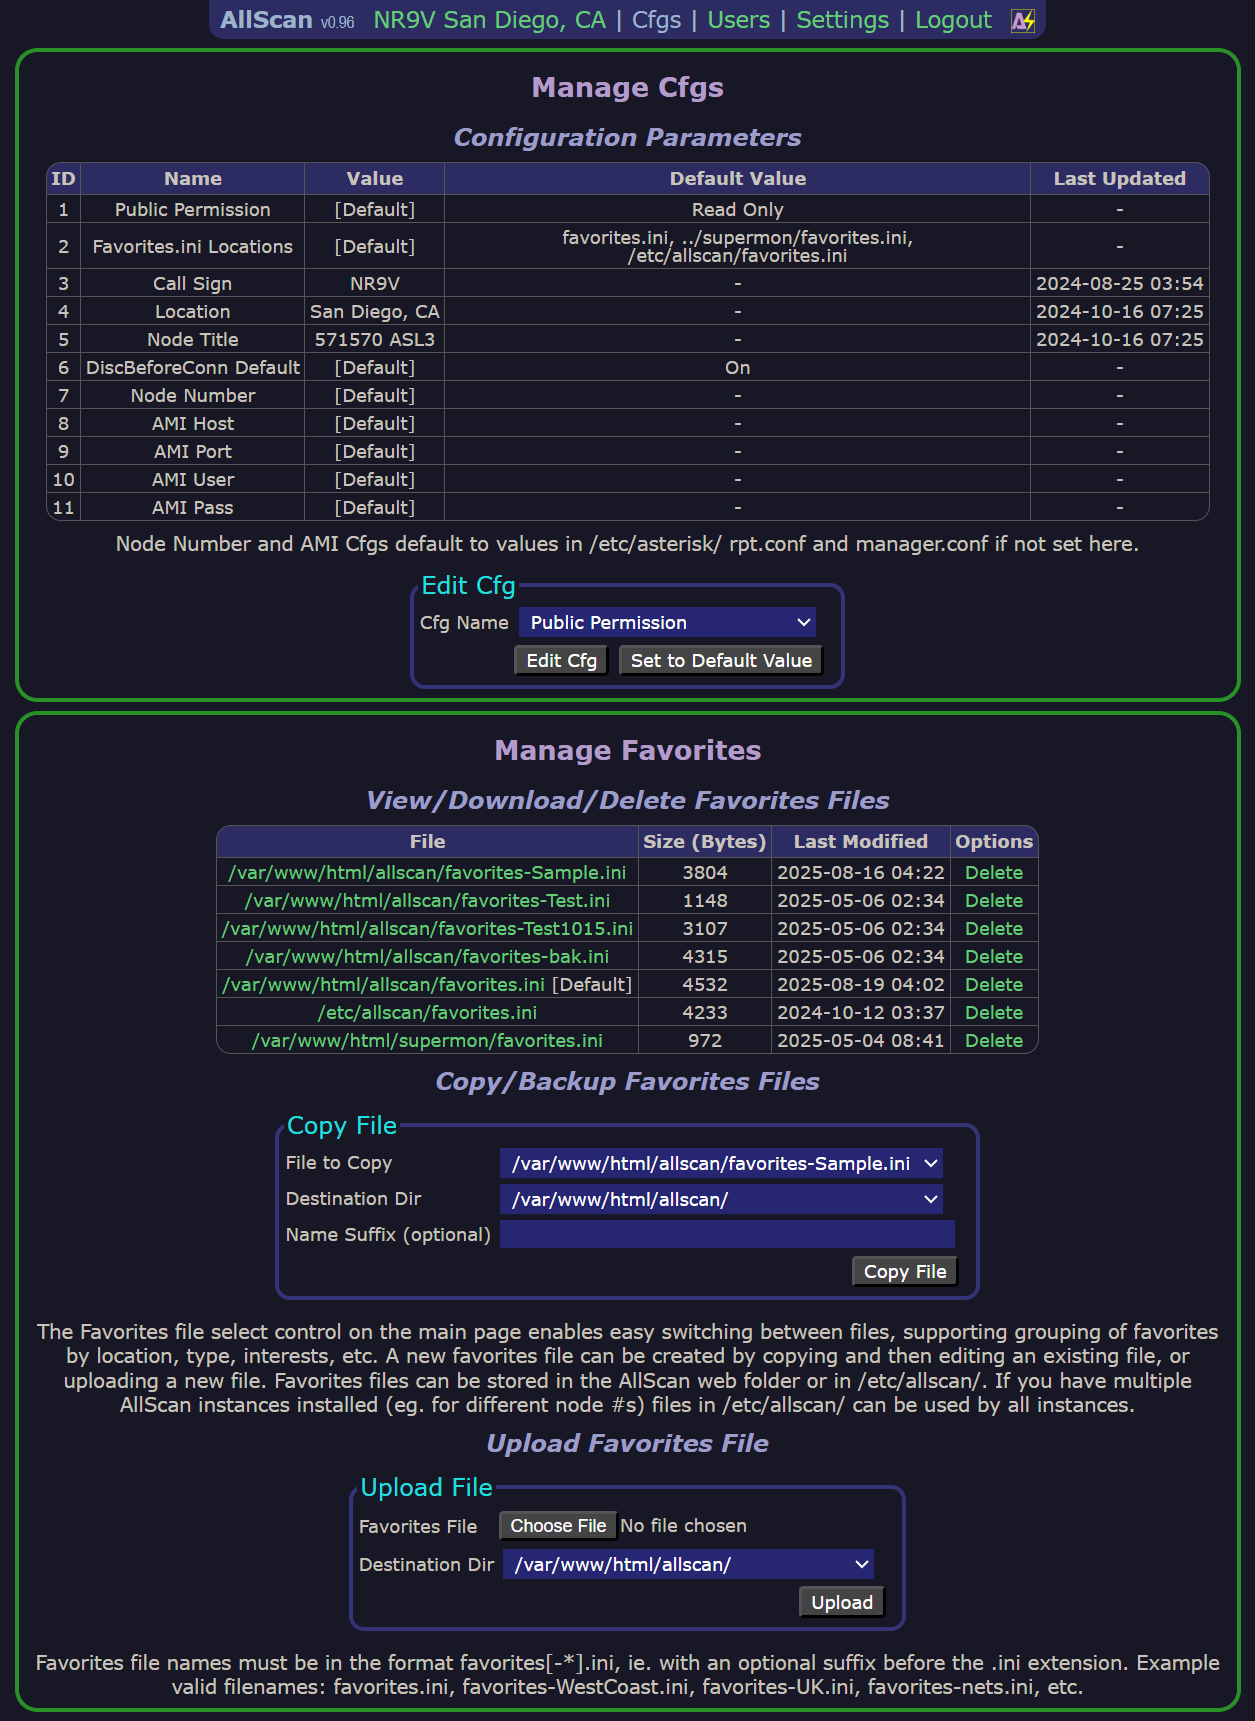 AllScan v0.96 NR9V San Diego, CA | Cfgs | Users | Settings | Logout
Manage Cfgs
Configuration Parameters
ID Name Value Default Value Last Updated
1 Public Permission [Default] Read Only -
2 Favorites.ini Locations [Default] favorites.ini, ../supermon/favorites.ini, /etc/allscan/favorites.ini -
3 Call Sign NR9V - 2024-08-25 03:54
4 Location San Diego, CA - 2024-10-16 07:25
5 Node Title 571570 ASL3 - 2024-10-16 07:25
6 DiscBeforeConn Default [Default] On -
7 Node Number [Default] - -
8 AMI Host [Default] - -
9 AMI Port [Default] - -
10 AMI User [Default] - -
11 AMI Pass [Default] - -
Node Number and AMI Cfgs default to values in /etc/asterisk/ rpt.conf and manager.conf if not set here.
Edit Cfg
Cfg Name Public Permission
Edit Cfg Set to Default Value
Manage Favorites
View/Download/Delete Favorites Files
File Size (Bytes) Last Modified Options
/var/www/html/allscan/favorites-Sample.ini 3804 2025-08-16 04:22 Delete
/var/www/html/allscan/favorites-Test.ini 1148 2025-05-06 02:34 Delete
/var/www/html/allscan/favorites-Test1015.ini 3107 2025-05-06 02:34 Delete
/var/www/html/allscan/favorites-bak.ini 4315 2025-05-06 02:34 Delete
/var/www/html/allscan/favorites.ini [Default] 4532 2025-08-19 04:02 Delete
/etc/allscan/favorites.ini 4233 2024-10-12 03:37 Delete
/var/www/html/supermon/favorites.ini 972 2025-05-04 08:41 Delete
Copy/Backup Favorites Files
Copy File
File to Copy /var/www/html/allscan/favorites-Sample.ini
Destination Dir /var/www/html/allscan/
Name Suffix (optional)
Copy File
The Favorites file select control on the main page enables easy switching between files, supporting grouping of favorites
by location, type, interests, etc. A new favorites file can be created by copying and then editing an existing file, or
uploading a new file. Favorites files can be stored in the AllScan web folder or in /etc/allscan/. If you have multiple
AllScan instances installed (eg. for different node #s) files in /etc/allscan/ can be used by all instances.
Upload Favorites File
Upload File
Favorites File Choose File No file chosen
Destination Dir /var/www/html/allscan/
Upload
Favorites file names must be in the format favorites[-*].ini, ie. with an optional suffix before the .ini extension. Example
valid filenames: favorites.ini, favorites-WestCoast.ini, favorites-UK.ini, favorites-nets.ini, etc.